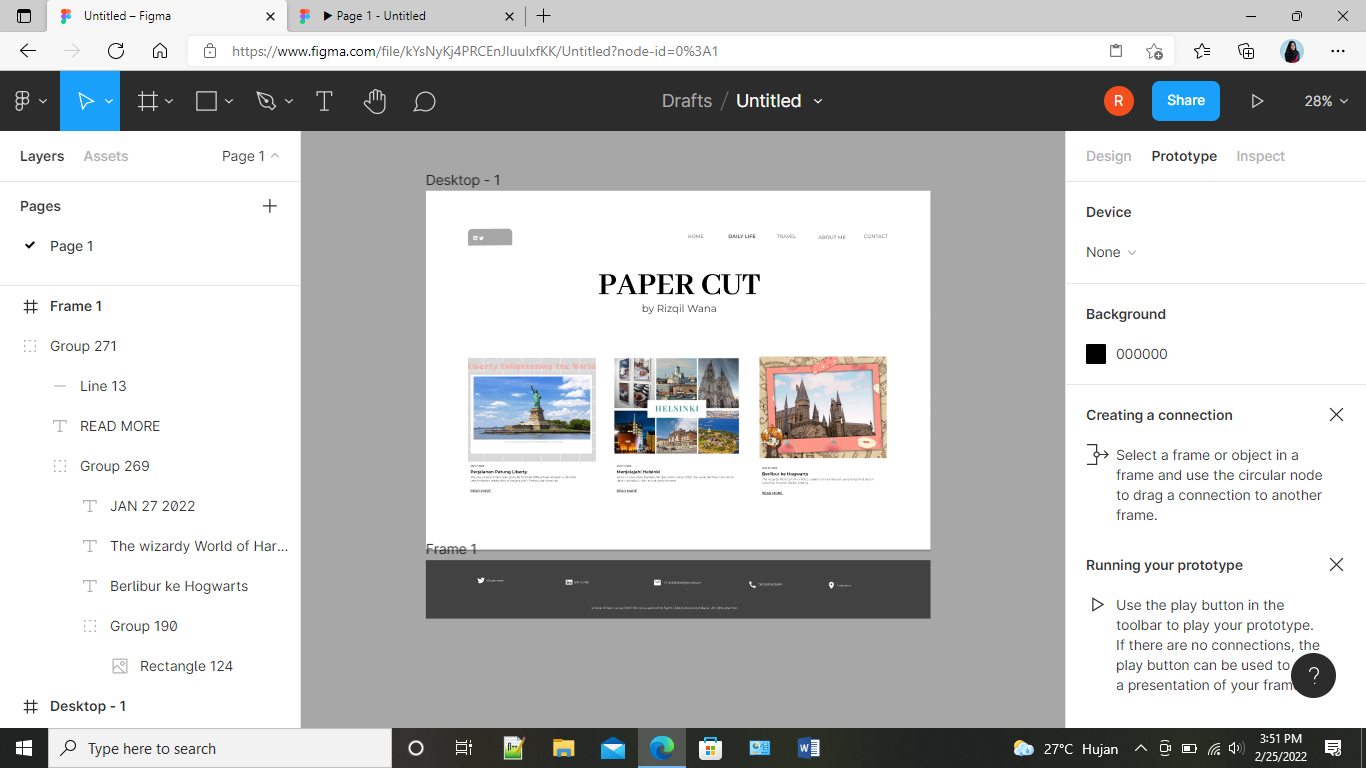 Untitled – Figma
Page 1 - Untitled
https://www.figma.com/file/kYsNyKj4PRCEnJIuuIxfKK/Untitled?node-id=0%3A1
Drafts / Untitled
R
Share
28%
Layers
Assets
Page 1
Pages
Page 1
Frame 1
Group 271
Line 13
READ MORE
Group 269
JAN 27 2022
The wizardy World of Har...
Berlibur ke Hogwarts
Group 190
Rectangle 124
Desktop - 1
Desktop - 1
HOME
DAILY LIFE
TRAVEL
ABOUT ME
CONTACT
PAPER CUT
by Rizqil Wana
Liberty Enlightening the World
HELSINKI
Perjalanan Patung Liberty
READ MORE
Menjelajahi Helsinki
READ MORE
Berlibur ke Hogwarts
READ MORE
Frame 1
Design
Prototype
Inspect
Device
None
Background
000000
Creating a connection
Select a frame or object in a
frame and use the circular node
to drag a connection to another
frame.
Running your prototype
Use the play button in the
toolbar to play your prototype.
If there are no connections, the
play button can be used to
a presentation of your fram
?
Type here to search
27°C Hujan
3:51 PM
2/25/2022